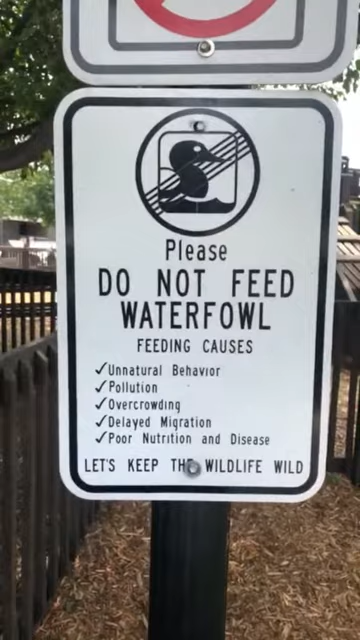 Please
DO NOT FEED
WATERFOWL
FEEDING CAUSES
✓Unnatural Behavior
✓Pollution
✓Overcrowding
✓Delayed Migration
✓Poor Nutrition and Disease
LET'S KEEP THE WILDLIFE WILD